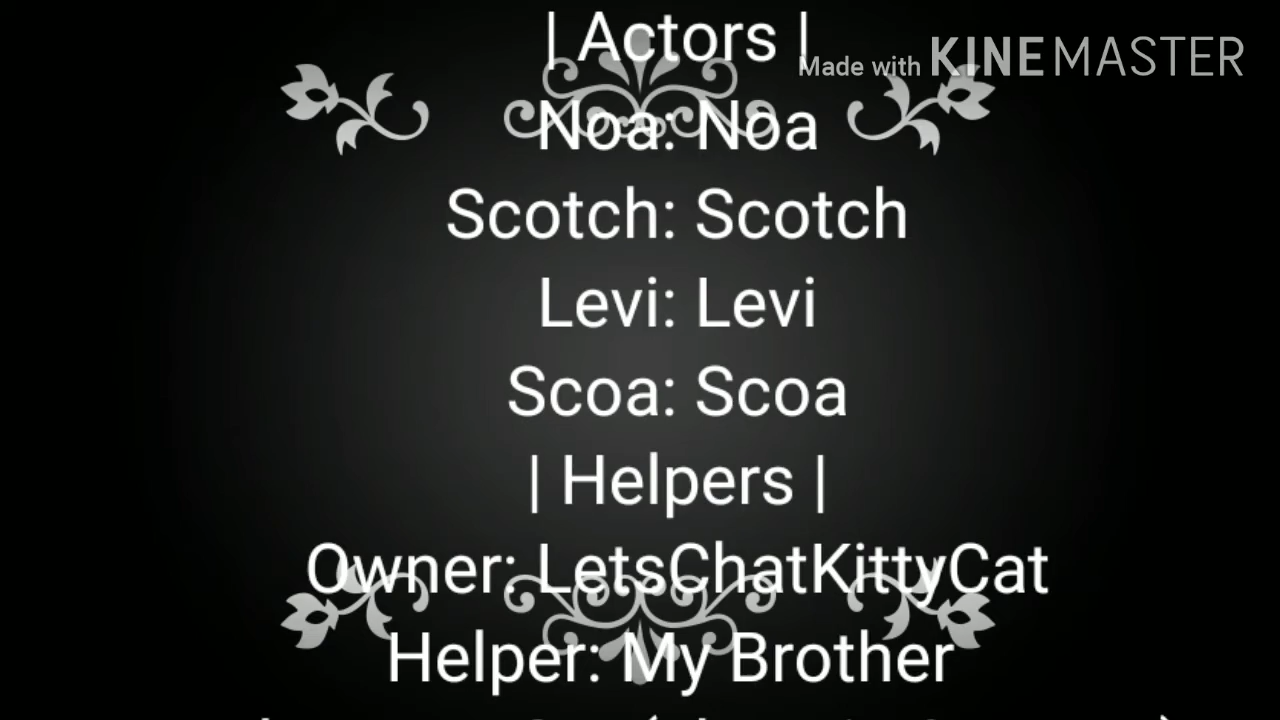 | Actors |
Made with KINEMASTER
Noa: Noa
Scotch: Scotch
Levi: Levi
Scoa: Scoa
| Helpers |
Owner: LetsChatKittyCat
Helper: My Brother